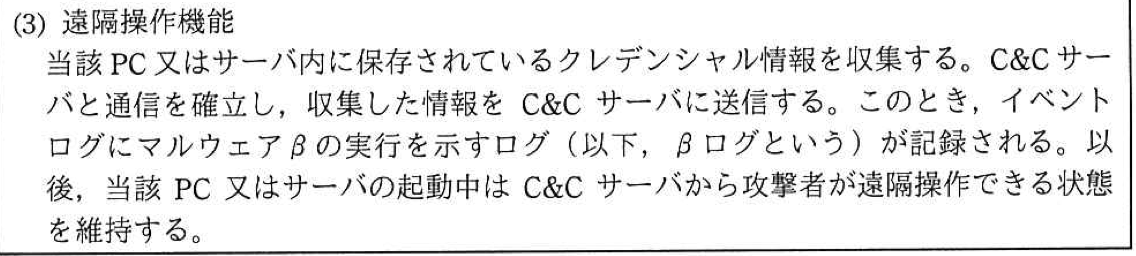 (3) 遠隔操作機能
当該 PC 又はサーバ内に保存されているクレデンシャル情報を収集する。C&C サー
バと通信を確立し，収集した情報を C&C サーバに送信する。このとき，イベント
ログにマルウェアβの実行を示すログ（以下，βログという）が記録される。以
後，当該 PC 又はサーバの起動中は C&C サーバから攻撃者が遠隔操作できる状態
を維持する。